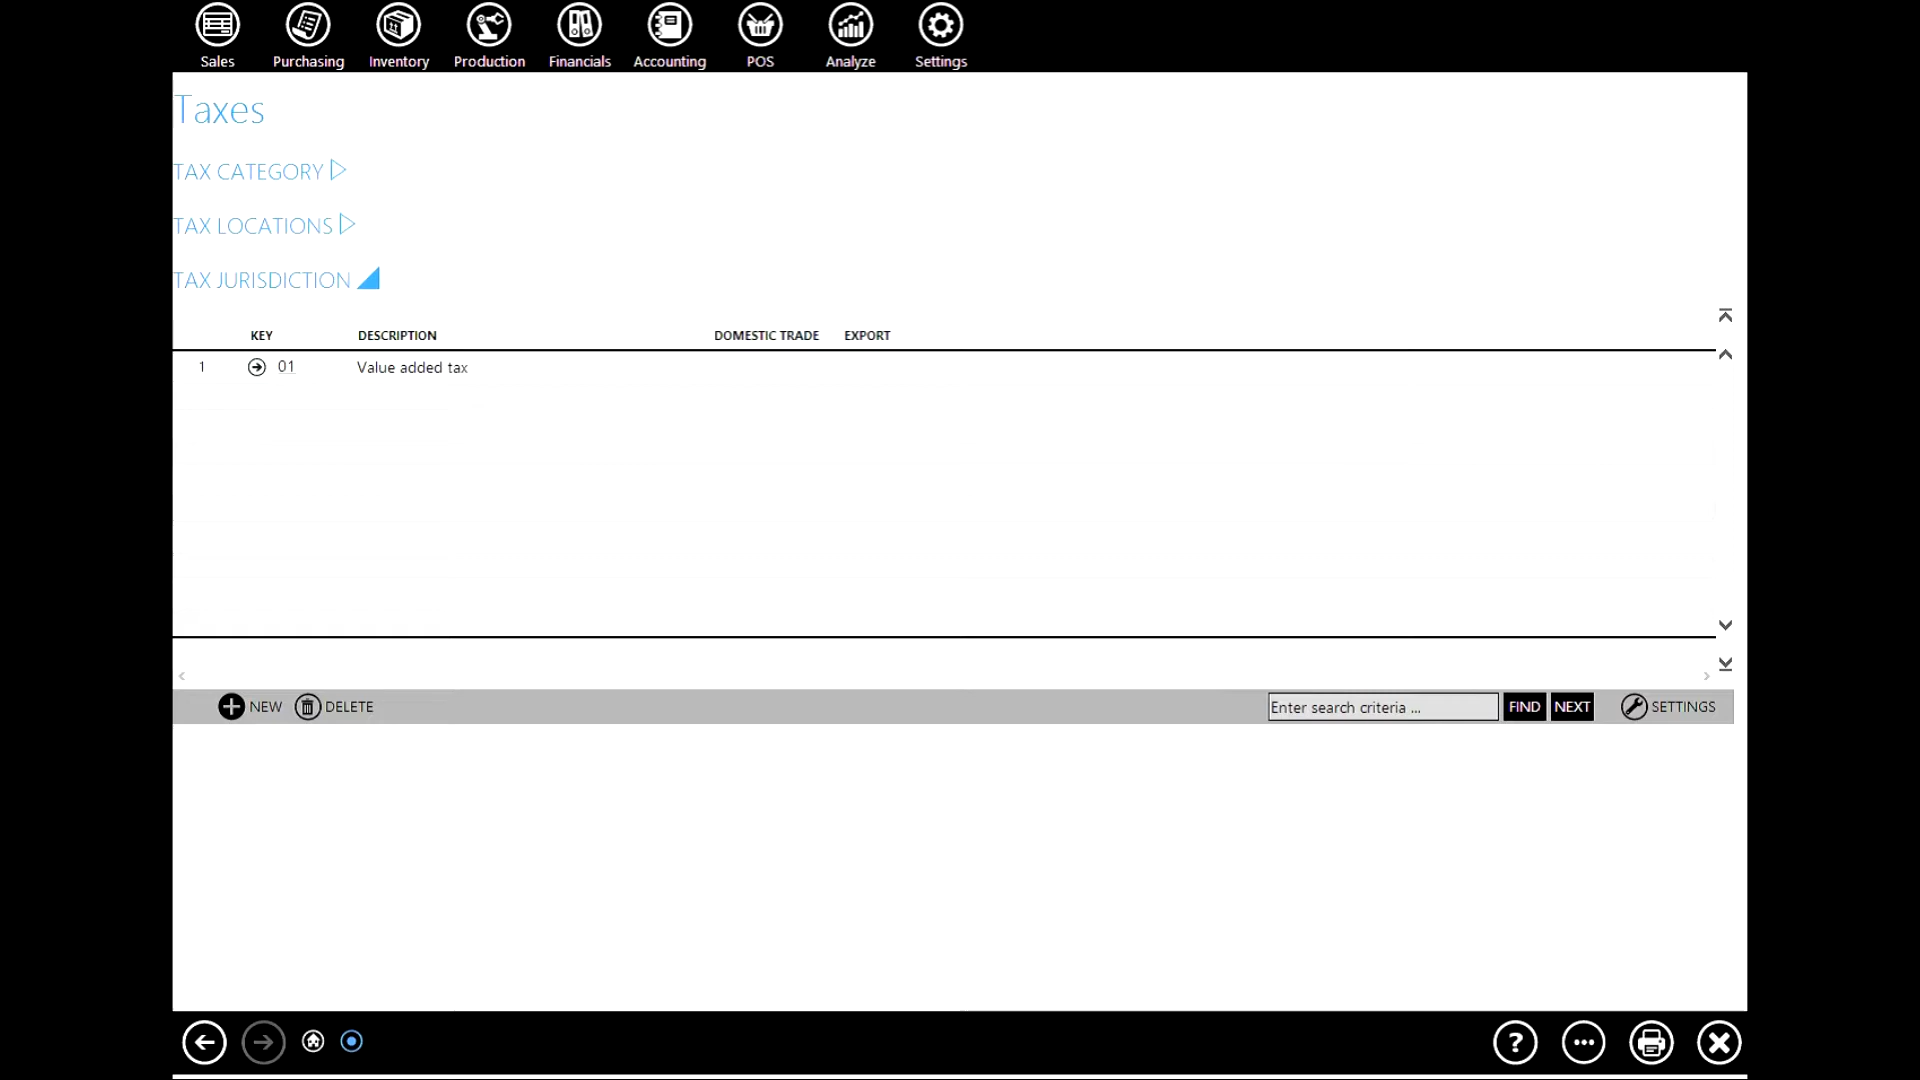 Sales Purchasing Inventory Production Financials Accounting POS Analyze Settings
Taxes
TAX CATEGORY
TAX LOCATIONS
TAX JURISDICTION
KEY DESCRIPTION DOMESTIC TRADE EXPORT
1 01 Value added tax
NEW DELETE Enter search criteria ... FIND NEXT SETTINGS